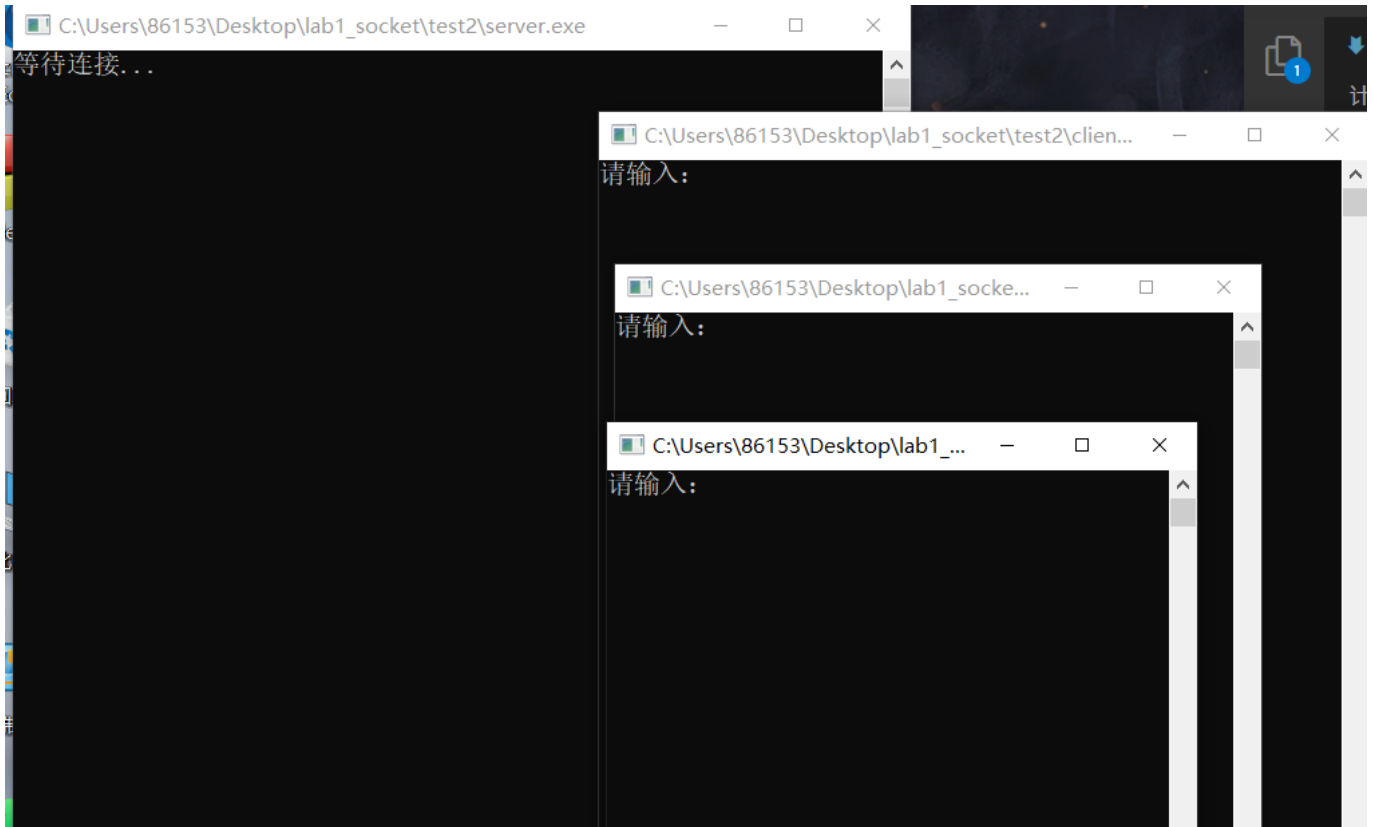 C:\Users\86153\Desktop\lab1_socket\test2\server.exe
等待连接...
1
计
C:\Users\86153\Desktop\lab1_socket\test2\clien...
请输入:
C:\Users\86153\Desktop\lab1_socke...
请输入:
C:\Users\86153\Desktop\lab1_...
请输入: